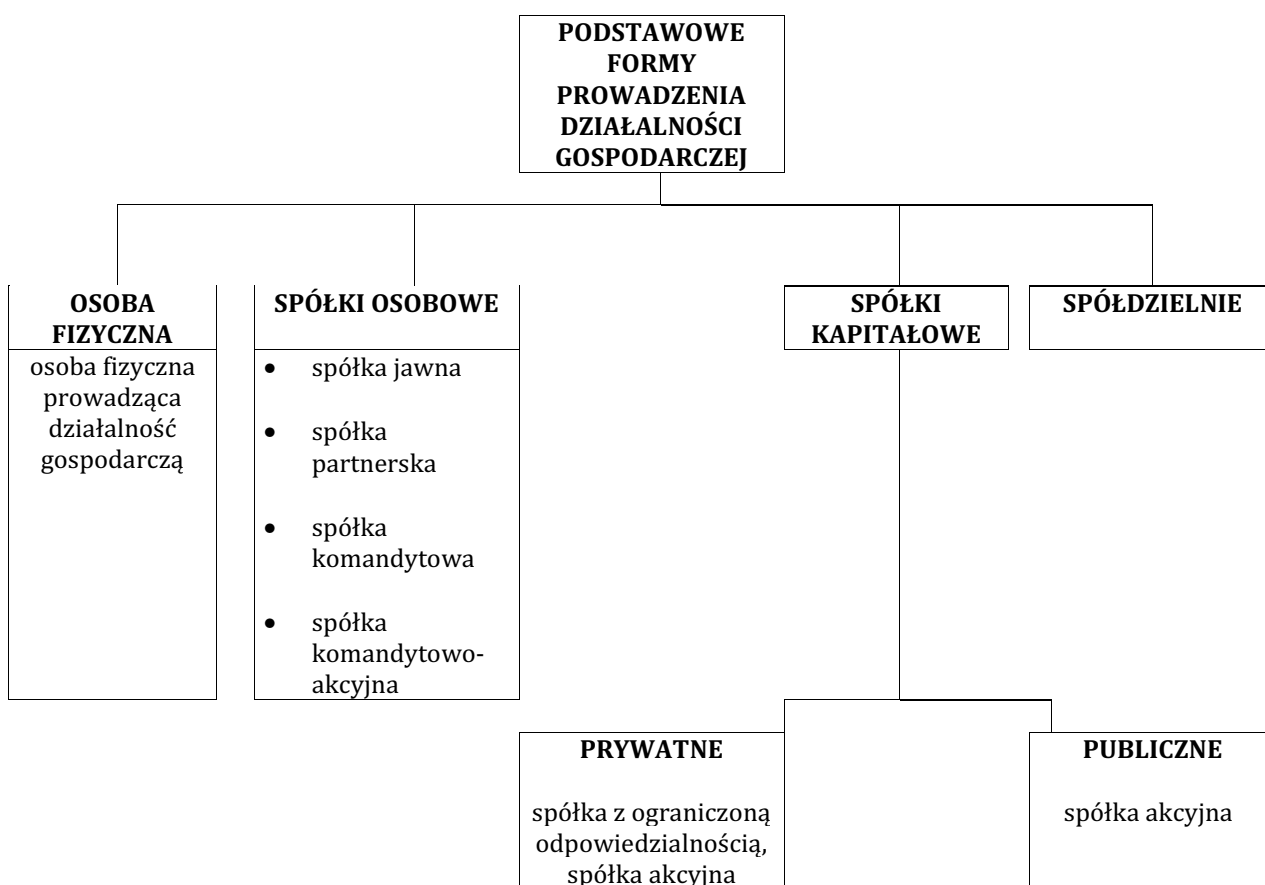 PODSTAWOWE
FORMY
PROWADZENIA
DZIAŁALNOŚCI
GOSPODARCZEJ
OSOBA
FIZYCZNA
osoba fizyczna
prowadząca
działalność
gospodarczą
SPÓŁKI OSOBOWE
• spółka jawna
• spółka
partnerska
• spółka
komandytowa
• spółka
komandytowo-
akcyjna
SPÓŁKI
KAPITAŁOWE
SPÓŁDZIELNIE
PRYWATNE
spółka z ograniczoną
odpowiedzialnością,
spółka akcyjna
PUBLICZNE
spółka akcyjna